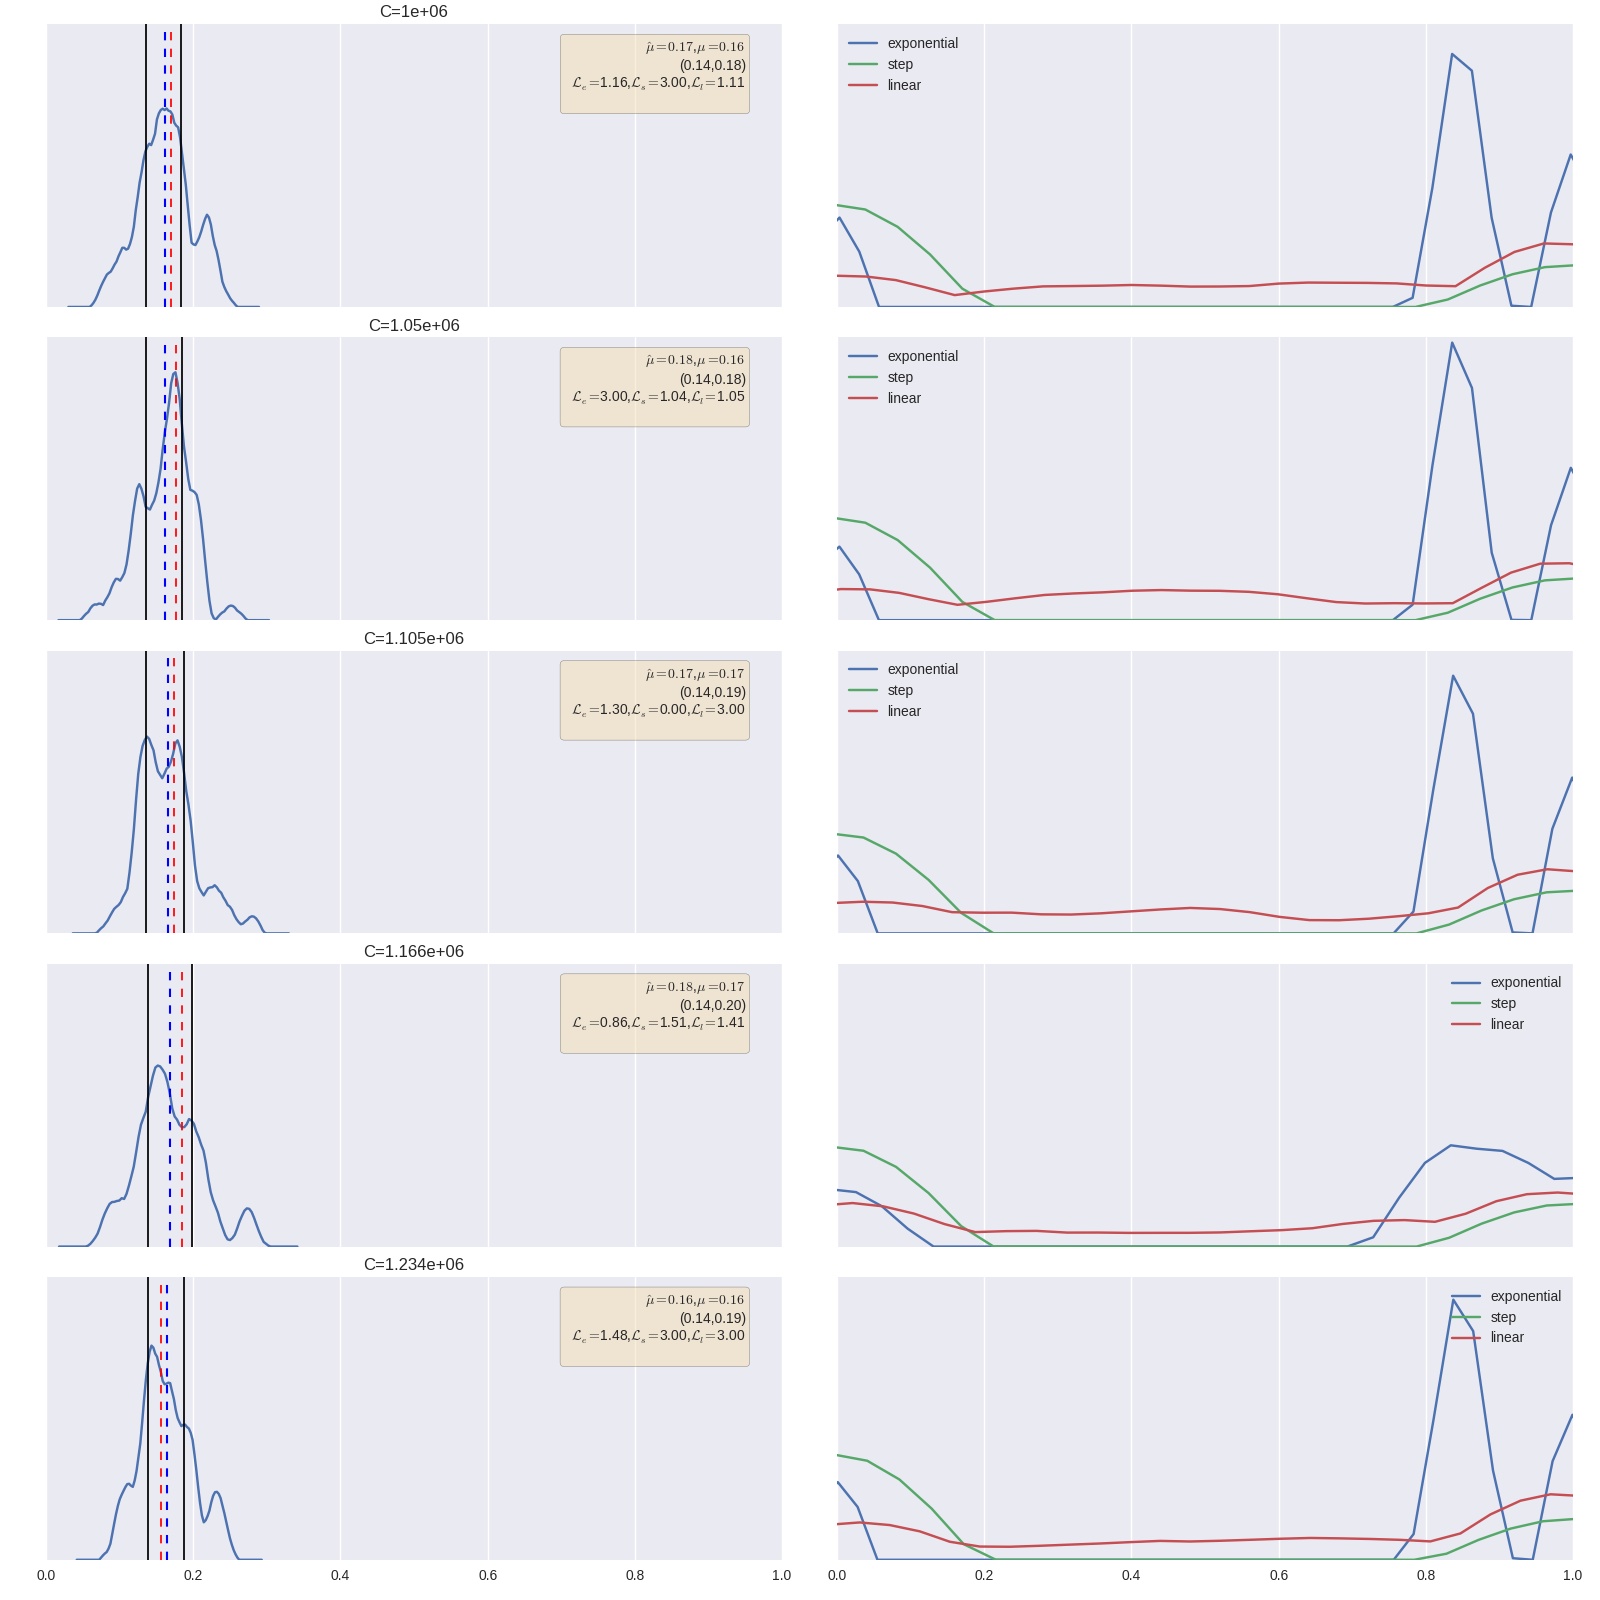 C=1e+06
μ̂=0.17,μ=0.16
(0.14,0.18)
ℒₑ=1.16,ℒₛ=3.00,ℒₗ=1.11
exponential
step
linear
C=1.05e+06
μ̂=0.18,μ=0.16
(0.14,0.18)
ℒₑ=3.00,ℒₛ=1.04,ℒₗ=1.05
exponential
step
linear
C=1.105e+06
μ̂=0.17,μ=0.17
(0.14,0.19)
ℒₑ=1.30,ℒₛ=0.00,ℒₗ=3.00
exponential
step
linear
C=1.166e+06
μ̂=0.18,μ=0.17
(0.14,0.20)
ℒₑ=0.86,ℒₛ=1.51,ℒₗ=1.41
exponential
step
linear
C=1.234e+06
μ̂=0.16,μ=0.16
(0.14,0.19)
ℒₑ=1.48,ℒₛ=3.00,ℒₗ=3.00
exponential
step
linear
0.0 0.2 0.4 0.6 0.8 1.0
0.0 0.2 0.4 0.6 0.8 1.0